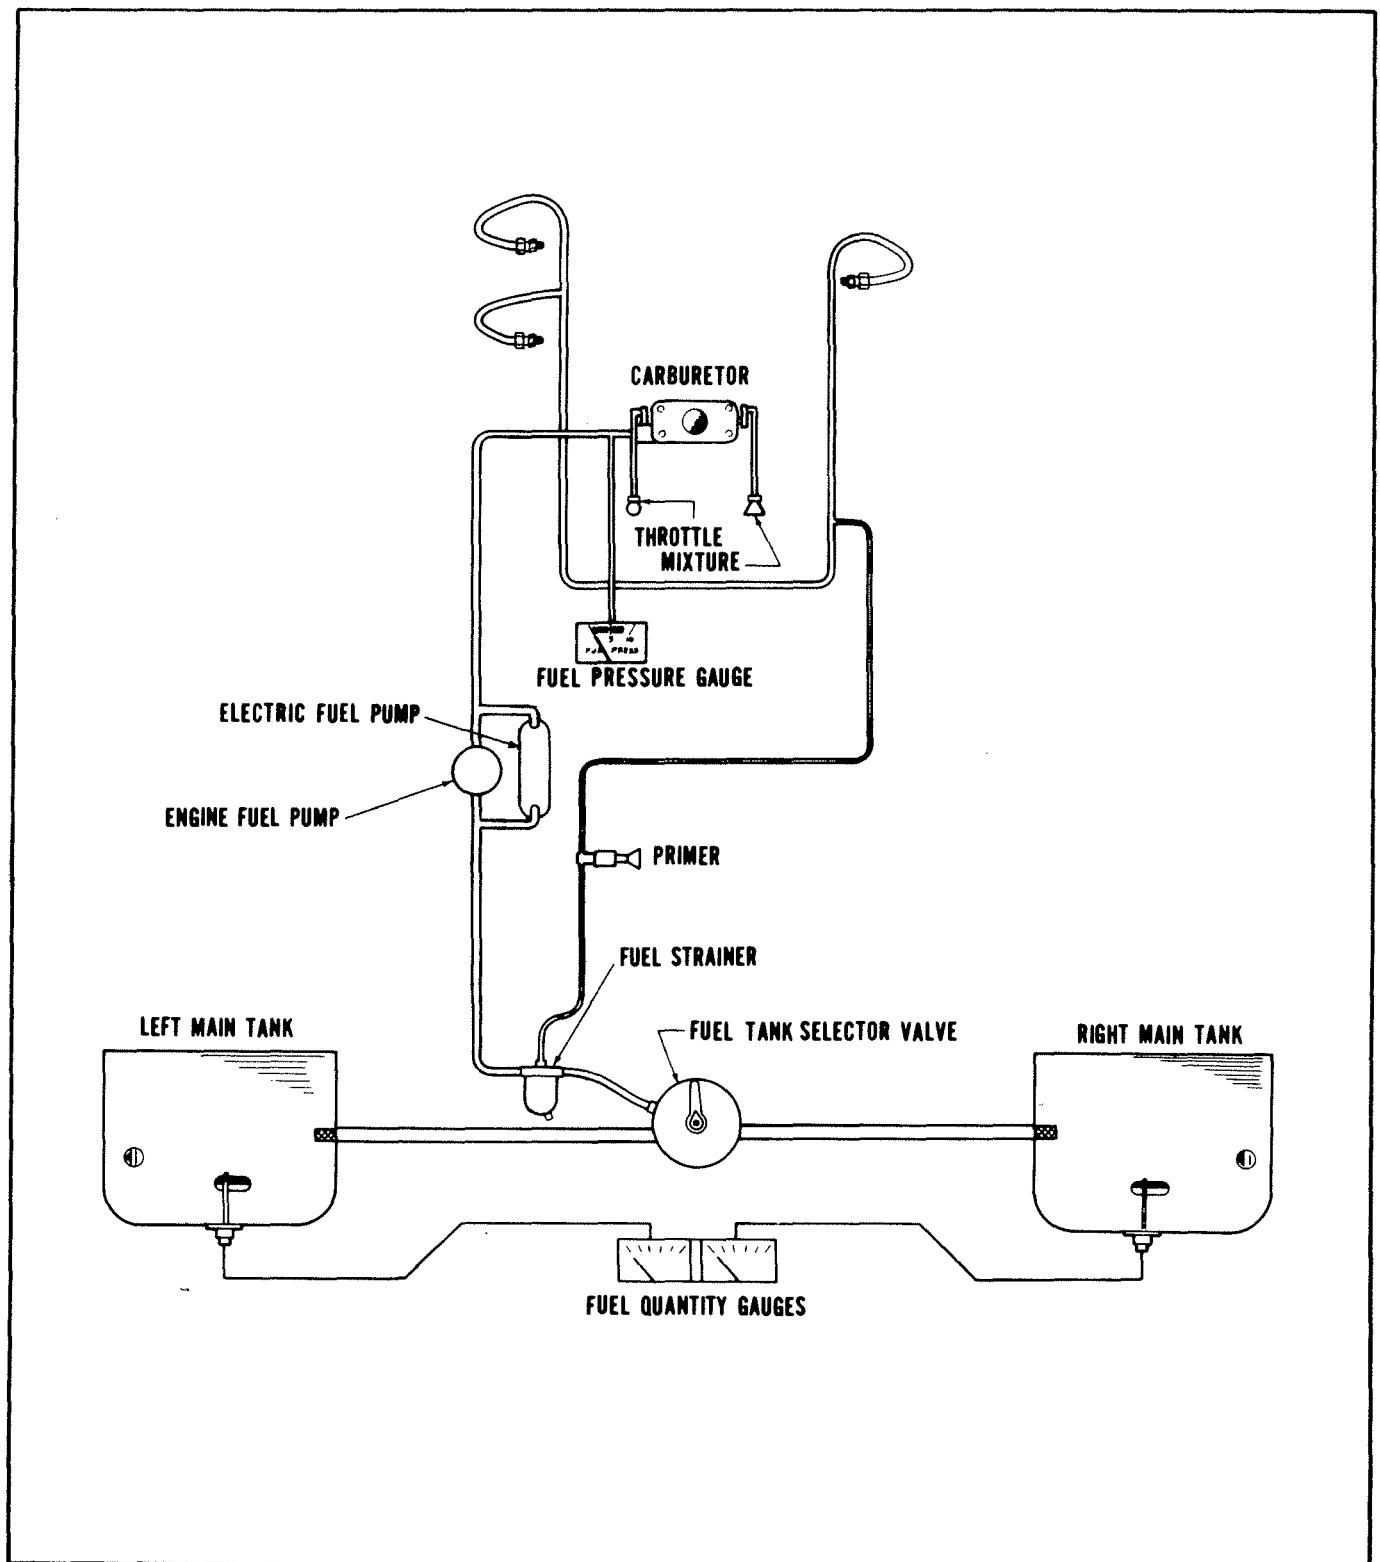 CARBURETOR
THROTTLE
MIXTURE
FUEL PRESSURE GAUGE
ELECTRIC FUEL PUMP
ENGINE FUEL PUMP
PRIMER
FUEL STRAINER
LEFT MAIN TANK
FUEL TANK SELECTOR VALVE
RIGHT MAIN TANK
FUEL QUANTITY GAUGES